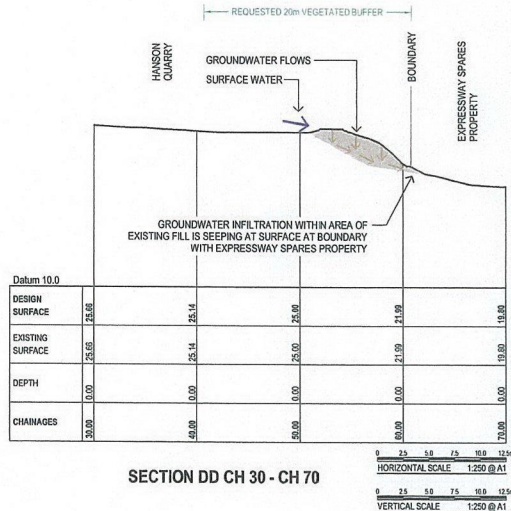 REQUESTED 20m VEGETATED BUFFER
HANSON
QUARRY
GROUNDWATER FLOWS
SURFACE WATER
BOUNDARY
EXPRESSWAY SPARES
PROPERTY
GROUNDWATER INFILTRATION WITHIN AREA OF
EXISTING FILL IS SEEPING AT SURFACE AT BOUNDARY
WITH EXPRESSWAY SPARES PROPERTY
Datum 10.0
DESIGN
SURFACE
25.66
25.14
25.00
21.99
19.80
EXISTING
SURFACE
25.66
25.14
25.00
21.99
19.80
DEPTH
0.00
0.00
0.00
0.00
0.00
CHAINAGES
30.00
40.00
50.00
60.00
70.00
SECTION DD CH 30 - CH 70
0 2.5 5.0 7.5 10.0 12.5m
HORIZONTAL SCALE 1:250 @ A1
0 2.5 5.0 7.5 10.0 12.5m
VERTICAL SCALE 1:250 @ A1